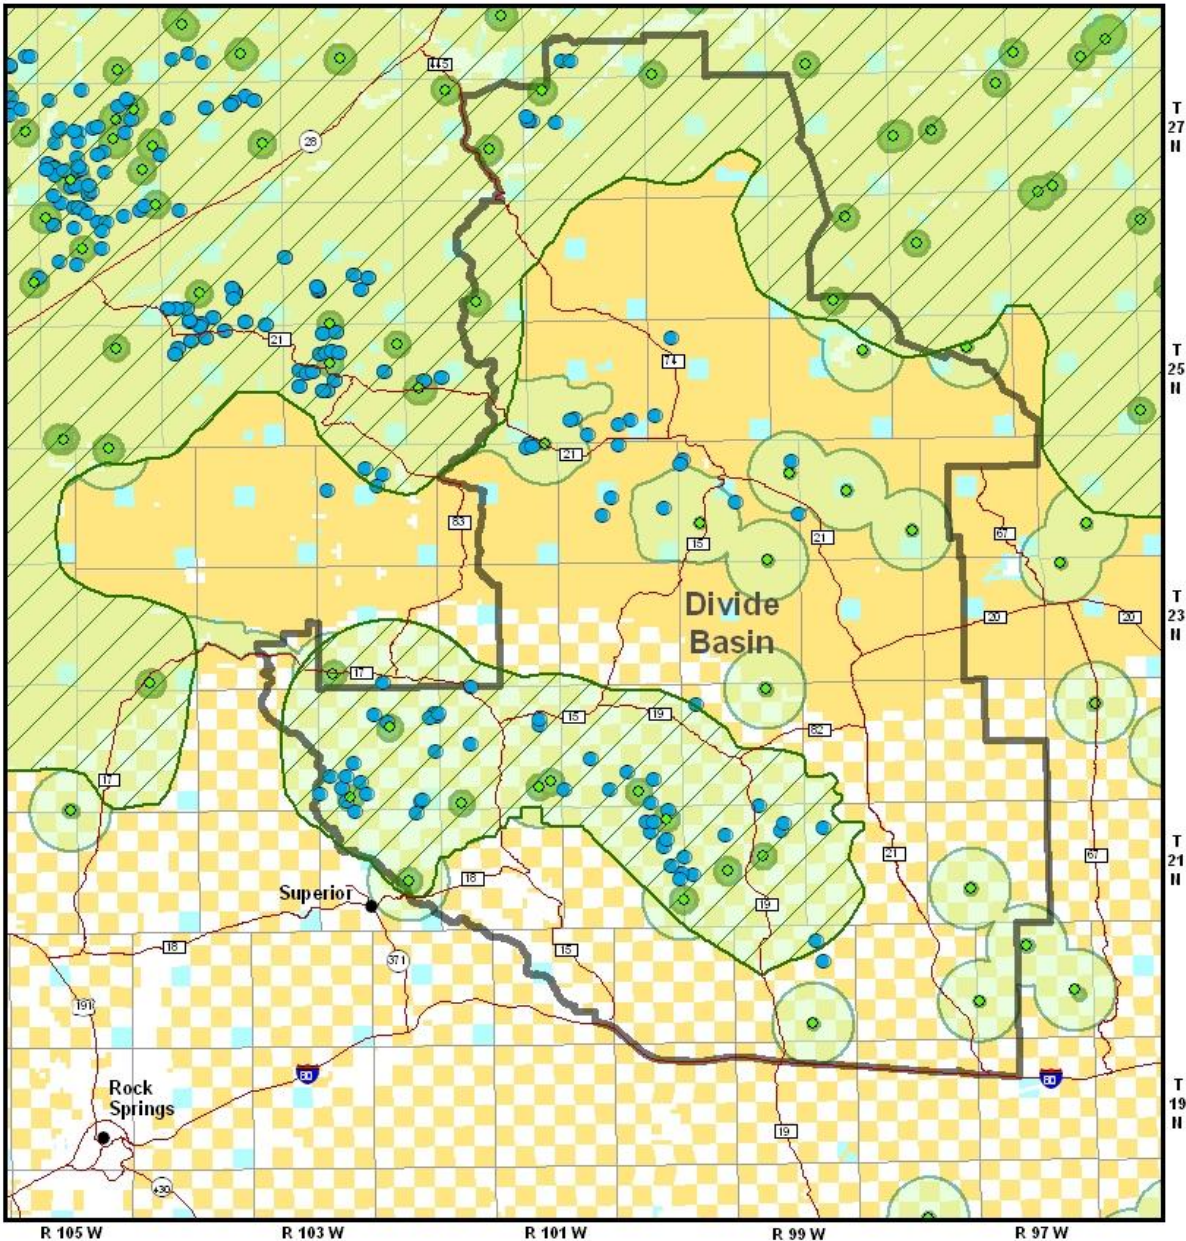 445
T
27
N
28
21
74
T
25
N
21
83
15
21
67
Divide
Basin
20
20
T
23
N
17
15
19
82
17
21
67
T
21
N
18
Superior
19
18
15
371
191
80
80
Rock
Springs
T
19
N
19
430
R 105 W
R 103 W
R 101 W
R 99 W
R 97 W